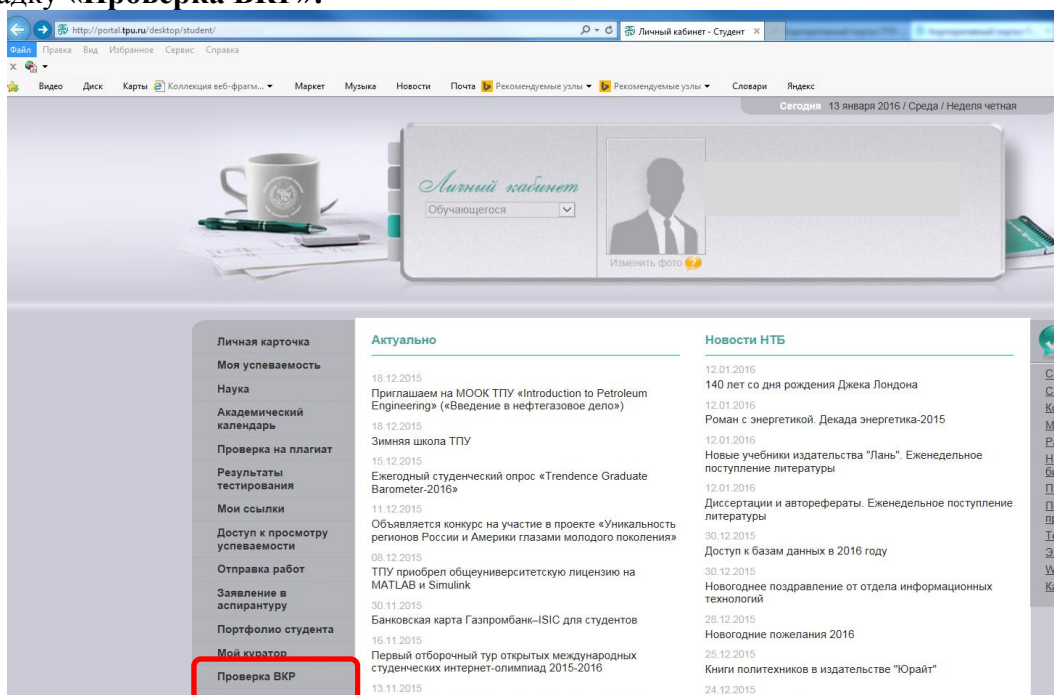 адку «Проверка ВКР».
http://portal.tpu.ru/desktop/student/
Личный кабинет - Студент ×
Файл Правка Вид Избранное Сервис Справка
x
Видео Диск Карты Коллекция веб-фрагм... Маркет Музыка Новости Почта Рекомендуемые узлы Рекомендуемые узлы Словари Яндекс
Сегодня 13 января 2016 / Среда / Неделя четная
Личный кабинет
Обучающегося
Изменить фото
Личная карточка
Моя успеваемость
Наука
Академический
календарь
Проверка на плагиат
Результаты
тестирования
Мои ссылки
Доступ к просмотру
успеваемости
Отправка работ
Заявление в
аспирантуру
Портфолио студента
Мой куратор
Проверка ВКР
Актуально
18.12.2015
Приглашаем на МООК ТПУ «Introduction to Petroleum
Engineering» («Введение в нефтегазовое дело»)
18.12.2015
Зимняя школа ТПУ
15.12.2015
Ежегодный студенческий опрос «Trendence Graduate
Barometer-2016»
11.12.2015
Объявляется конкурс на участие в проекте «Уникальность
регионов России и Америки глазами молодого поколения»
08.12.2015
ТПУ приобрел общеуниверситетскую лицензию на
MATLAB и Simulink
30.11.2015
Банковская карта Газпромбанк–ISIC для студентов
16.11.2015
Первый отборочный тур открытых международных
студенческих интернет-олимпиад 2015-2016
13.11.2015
Новости НТБ
12.01.2016
140 лет со дня рождения Джека Лондона
12.01.2016
Роман с энергетикой. Декада энергетика-2015
12.01.2016
Новые учебники издательства "Лань". Еженедельное
поступление литературы
12.01.2016
Диссертации и авторефераты. Еженедельное поступление
литературы
30.12.2015
Доступ к базам данных в 2016 году
30.12.2015
Новогоднее поздравление от отдела информационных
технологий
28.12.2015
Новогодние пожелания 2016
25.12.2015
Книги политехников в издательстве "Юрайт"
24.12.2015